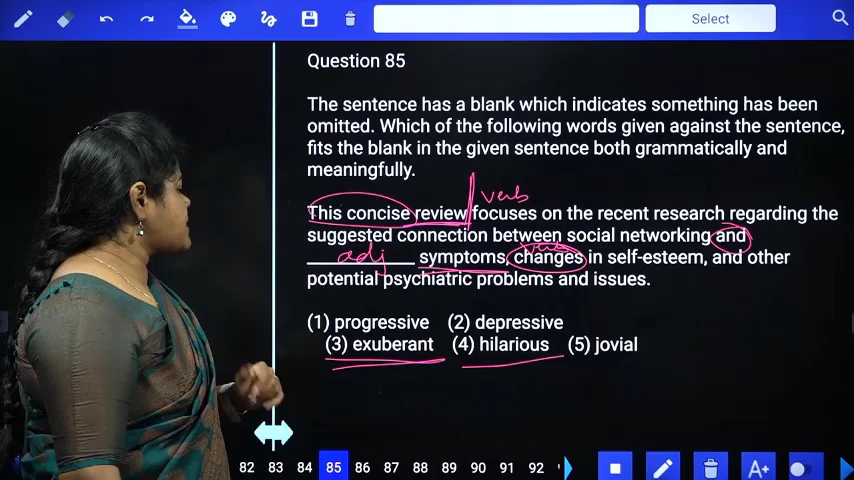 Select
Question 85
The sentence has a blank which indicates something has been
omitted. Which of the following words given against the sentence,
fits the blank in the given sentence both grammatically and
meaningfully.
verb
This concise review focuses on the recent research regarding the
suggested connection between social networking and
adj symptoms, changes in self-esteem, and other
potential psychiatric problems and issues.
(1) progressive (2) depressive
(3) exuberant (4) hilarious (5) jovial
82 83 84 85 86 87 88 89 90 91 92
A+